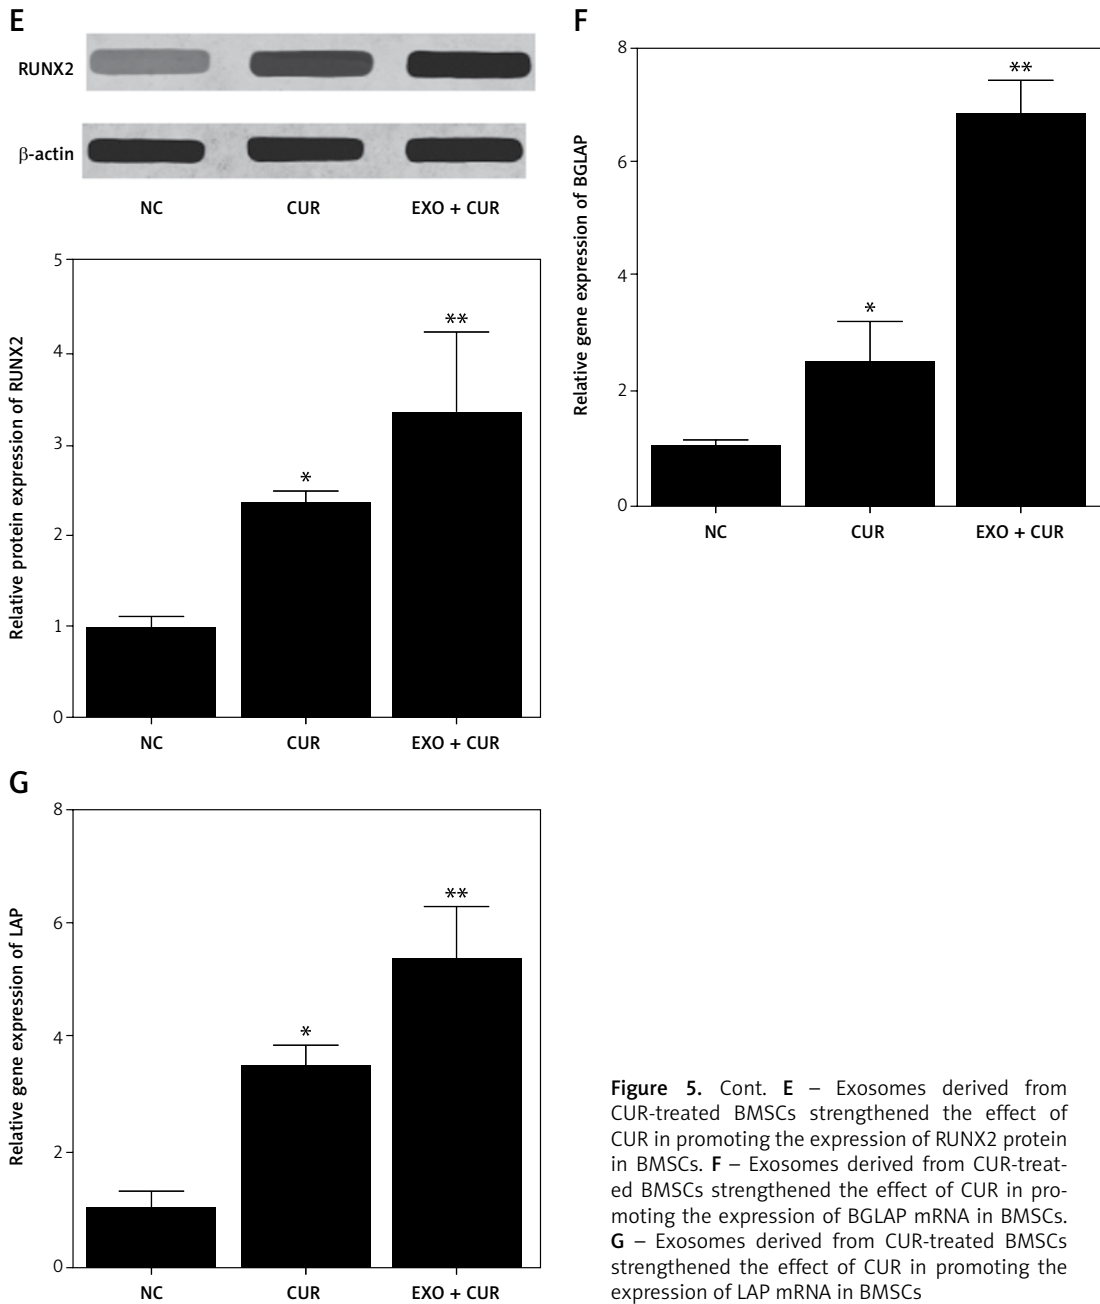 E
RUNX2
β-actin
NC CUR EXO + CUR
Relative protein expression of RUNX2
5
4
3
2
1
0
*
**
NC CUR EXO + CUR
F
Relative gene expression of BGLAP
8
6
4
2
0
*
**
NC CUR EXO + CUR
G
Relative gene expression of LAP
8
6
4
2
0
*
**
NC CUR EXO + CUR
Figure 5. Cont. E – Exosomes derived from
CUR-treated BMSCs strengthened the effect of
CUR in promoting the expression of RUNX2 protein
in BMSCs. F – Exosomes derived from CUR-treat-
ed BMSCs strengthened the effect of CUR in pro-
moting the expression of BGLAP mRNA in BMSCs.
G – Exosomes derived from CUR-treated BMSCs
strengthened the effect of CUR in promoting the
expression of LAP mRNA in BMSCs